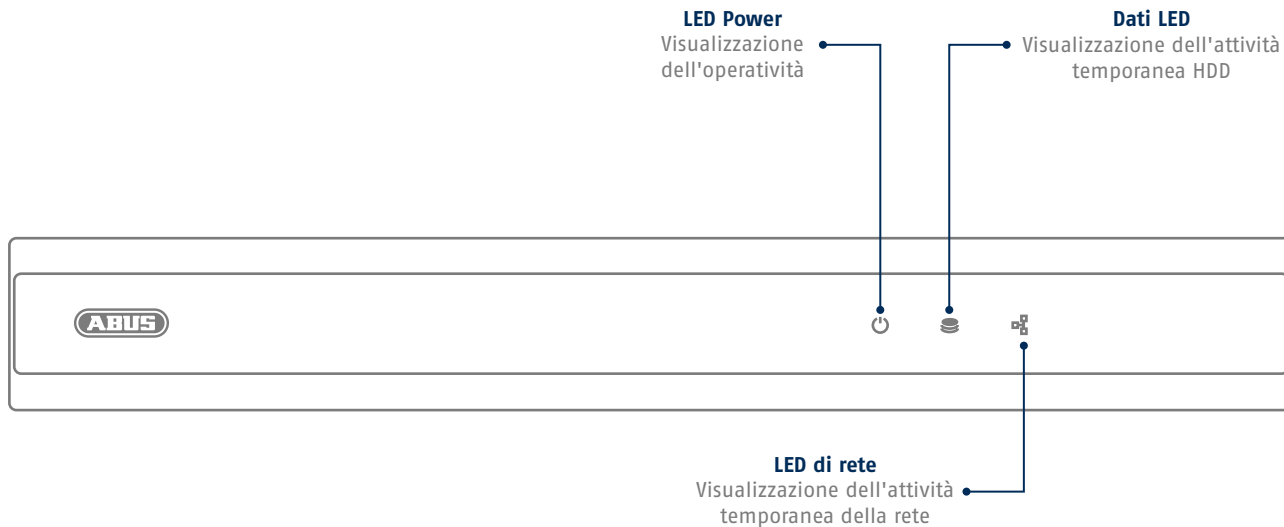 LED Power
Visualizzazione
dell'operatività
Dati LED
Visualizzazione dell'attività
temporanea HDD
ABUS
LED di rete
Visualizzazione dell'attività
temporanea della rete